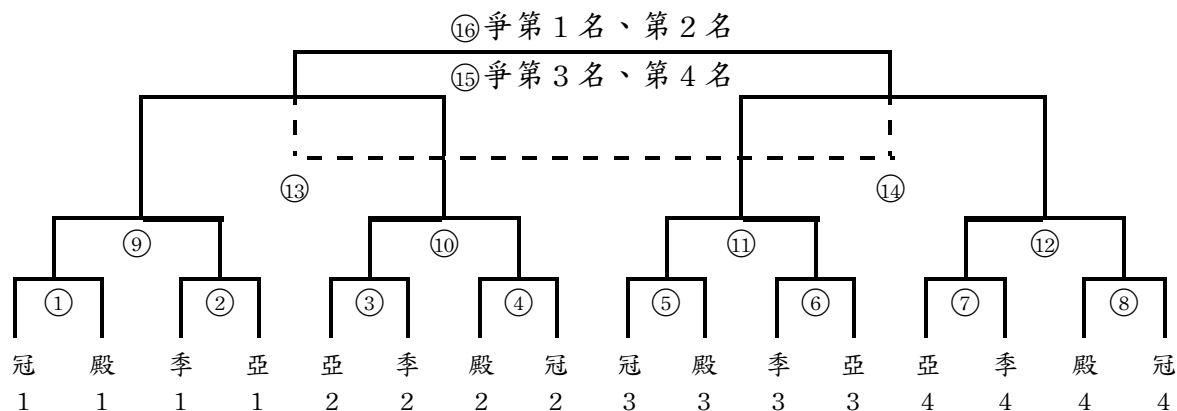 ⑯爭第1名、第2名
⑮爭第3名、第4名
⑬ ⑭
⑨ ⑩ ⑪ ⑫
① ② ③ ④ ⑤ ⑥ ⑦ ⑧
冠 殿 季 亞 亞 季 殿 冠 冠 殿 季 亞 亞 季 殿 冠
1 1 1 1 2 2 2 2 3 3 3 3 4 4 4 4